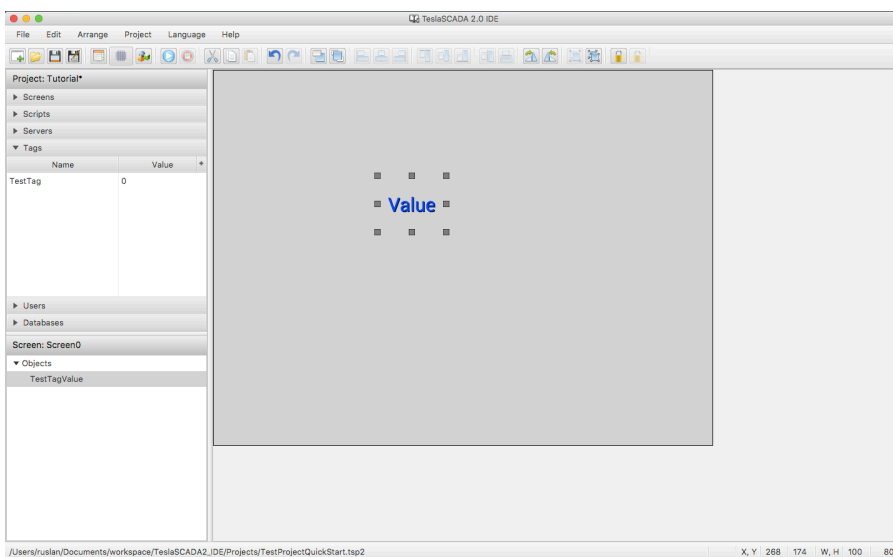 TeslaSCADA 2.0 IDE
File Edit Arrange Project Language Help
Project: Tutorial*
Screens
Scripts
Servers
Tags
Name Value +
TestTag 0
Value
Users
Databases
Screen: Screen0
Objects
TestTagValue
/Users/ruslan/Documents/workspace/TeslaSCADA2_IDE/Projects/TestProjectQuickStart.tsp2 X, Y 268 174 W, H 100 80